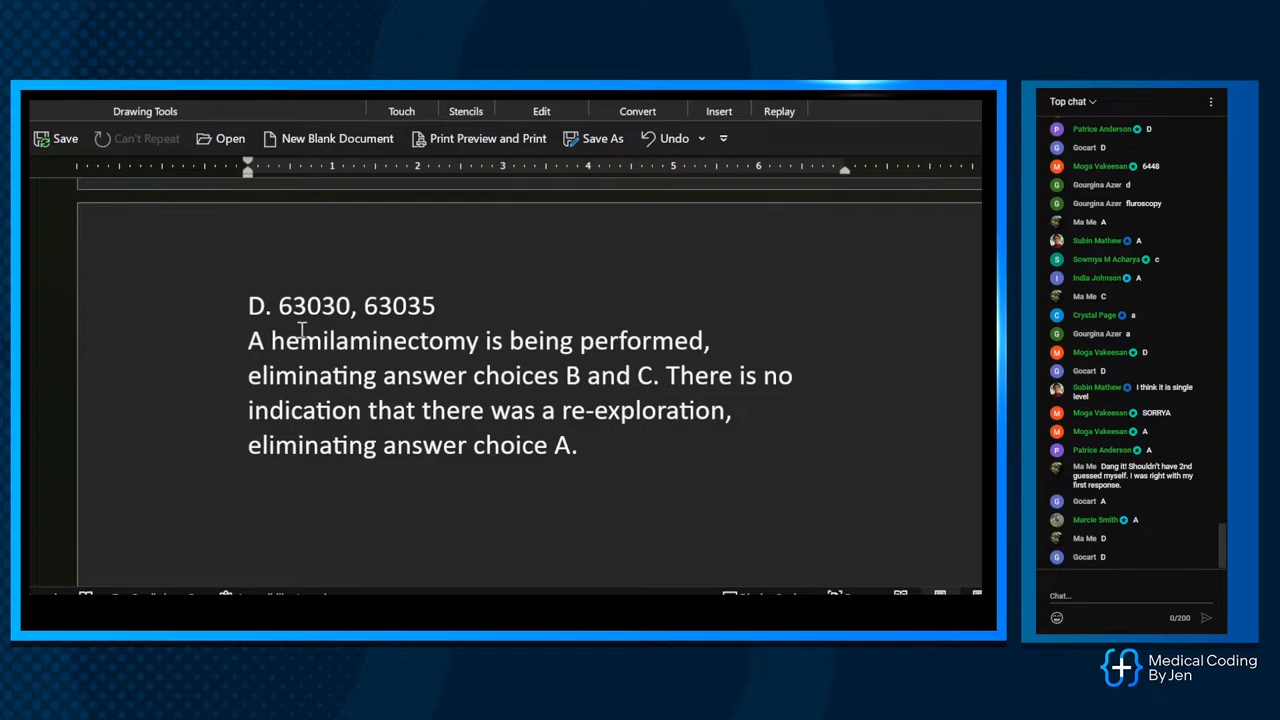 Drawing Tools
Touch
Stencils
Edit
Convert
Insert
Replay
Save
Can't Repeat
Open
New Blank Document
Print Preview and Print
Save As
Undo
1
2
3
4
5
6
D. 63030, 63035
A hemilaminectomy is being performed,
eliminating answer choices B and C. There is no
indication that there was a re-exploration,
eliminating answer choice A.
Top chat
Patrice Anderson D
Gocart D
Moga Vakeesan 6448
Gourgina Azer d
Gourgina Azer fluroscopy
Ma Me A
Subin Mathew A
Sowmya M Acharya c
India Johnson A
Ma Me C
Crystal Page a
Gourgina Azer a
Moga Vakeesan D
Gocart D
Subin Mathew I think it is single
level
Moga Vakeesan SORRYA
Moga Vakeesan A
Patrice Anderson A
Ma Me Dang it! Shouldn't have 2nd
guessed myself. I was right with my
first response.
Gocart A
Marcie Smith A
Ma Me D
Gocart D
Chat...
0/200
Medical Coding
By Jen